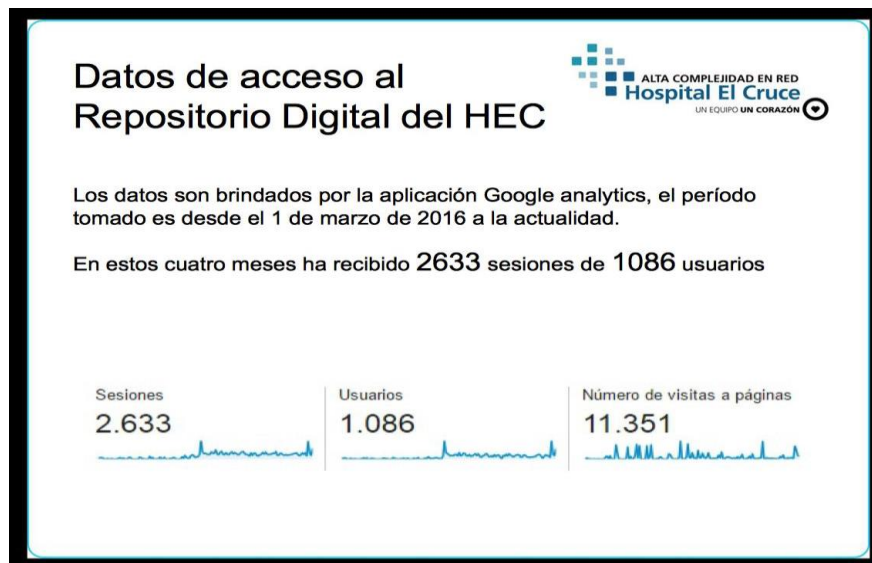 Datos de acceso al
Repositorio Digital del HEC
ALTA COMPLEJIDAD EN RED
Hospital El Cruce
UN EQUIPO UN CORAZÓN
Los datos son brindados por la aplicación Google analytics, el período
tomado es desde el 1 de marzo de 2016 a la actualidad.
En estos cuatro meses ha recibido 2633 sesiones de 1086 usuarios
Sesiones
2.633
Usuarios
1.086
Número de visitas a páginas
11.351